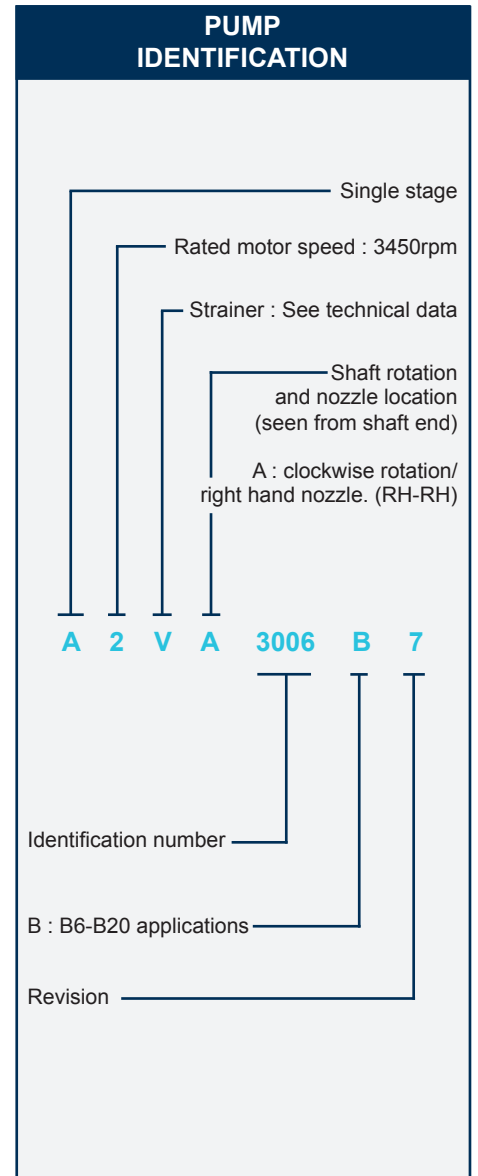 PUMP
IDENTIFICATION
Single stage
Rated motor speed : 3450rpm
Strainer : See technical data
Shaft rotation
and nozzle location
(seen from shaft end)
A : clockwise rotation/
right hand nozzle. (RH-RH)
A 2 V A 3006 B 7
Identification number
B : B6-B20 applications
Revision